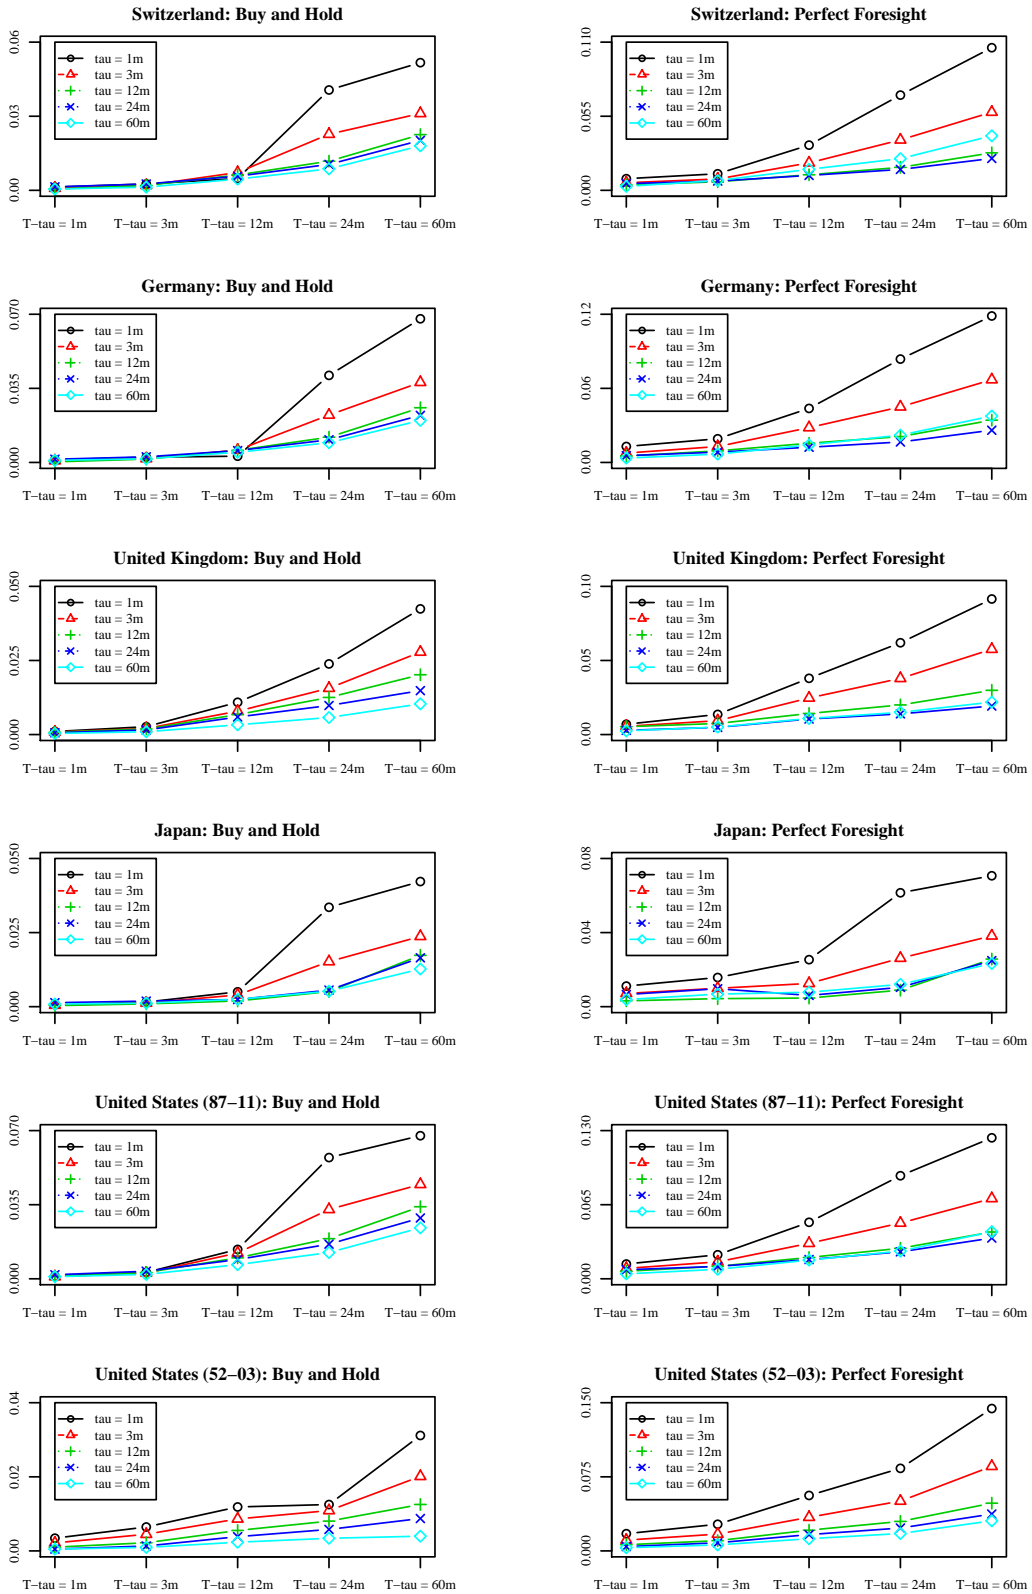 Switzerland: Buy and Hold
0.06
0.03
0.00
tau = 1m
tau = 3m
tau = 12m
tau = 24m
tau = 60m
T−tau = 1m T−tau = 3m T−tau = 12m T−tau = 24m T−tau = 60m
Switzerland: Perfect Foresight
0.110
0.055
0.000
tau = 1m
tau = 3m
tau = 12m
tau = 24m
tau = 60m
T−tau = 1m T−tau = 3m T−tau = 12m T−tau = 24m T−tau = 60m
Germany: Buy and Hold
0.070
0.035
0.000
tau = 1m
tau = 3m
tau = 12m
tau = 24m
tau = 60m
T−tau = 1m T−tau = 3m T−tau = 12m T−tau = 24m T−tau = 60m
Germany: Perfect Foresight
0.12
0.06
0.00
tau = 1m
tau = 3m
tau = 12m
tau = 24m
tau = 60m
T−tau = 1m T−tau = 3m T−tau = 12m T−tau = 24m T−tau = 60m
United Kingdom: Buy and Hold
0.050
0.025
0.000
tau = 1m
tau = 3m
tau = 12m
tau = 24m
tau = 60m
T−tau = 1m T−tau = 3m T−tau = 12m T−tau = 24m T−tau = 60m
United Kingdom: Perfect Foresight
0.10
0.05
0.00
tau = 1m
tau = 3m
tau = 12m
tau = 24m
tau = 60m
T−tau = 1m T−tau = 3m T−tau = 12m T−tau = 24m T−tau = 60m
Japan: Buy and Hold
0.050
0.025
0.000
tau = 1m
tau = 3m
tau = 12m
tau = 24m
tau = 60m
T−tau = 1m T−tau = 3m T−tau = 12m T−tau = 24m T−tau = 60m
Japan: Perfect Foresight
0.08
0.04
0.00
tau = 1m
tau = 3m
tau = 12m
tau = 24m
tau = 60m
T−tau = 1m T−tau = 3m T−tau = 12m T−tau = 24m T−tau = 60m
United States (87−11): Buy and Hold
0.070
0.035
0.000
tau = 1m
tau = 3m
tau = 12m
tau = 24m
tau = 60m
T−tau = 1m T−tau = 3m T−tau = 12m T−tau = 24m T−tau = 60m
United States (87−11): Perfect Foresight
0.130
0.065
0.000
tau = 1m
tau = 3m
tau = 12m
tau = 24m
tau = 60m
T−tau = 1m T−tau = 3m T−tau = 12m T−tau = 24m T−tau = 60m
United States (52−03): Buy and Hold
0.04
0.02
0.00
tau = 1m
tau = 3m
tau = 12m
tau = 24m
tau = 60m
T−tau = 1m T−tau = 3m T−tau = 12m T−tau = 24m T−tau = 60m
United States (52−03): Perfect Foresight
0.150
0.075
0.000
tau = 1m
tau = 3m
tau = 12m
tau = 24m
tau = 60m
T−tau = 1m T−tau = 3m T−tau = 12m T−tau = 24m T−tau = 60m